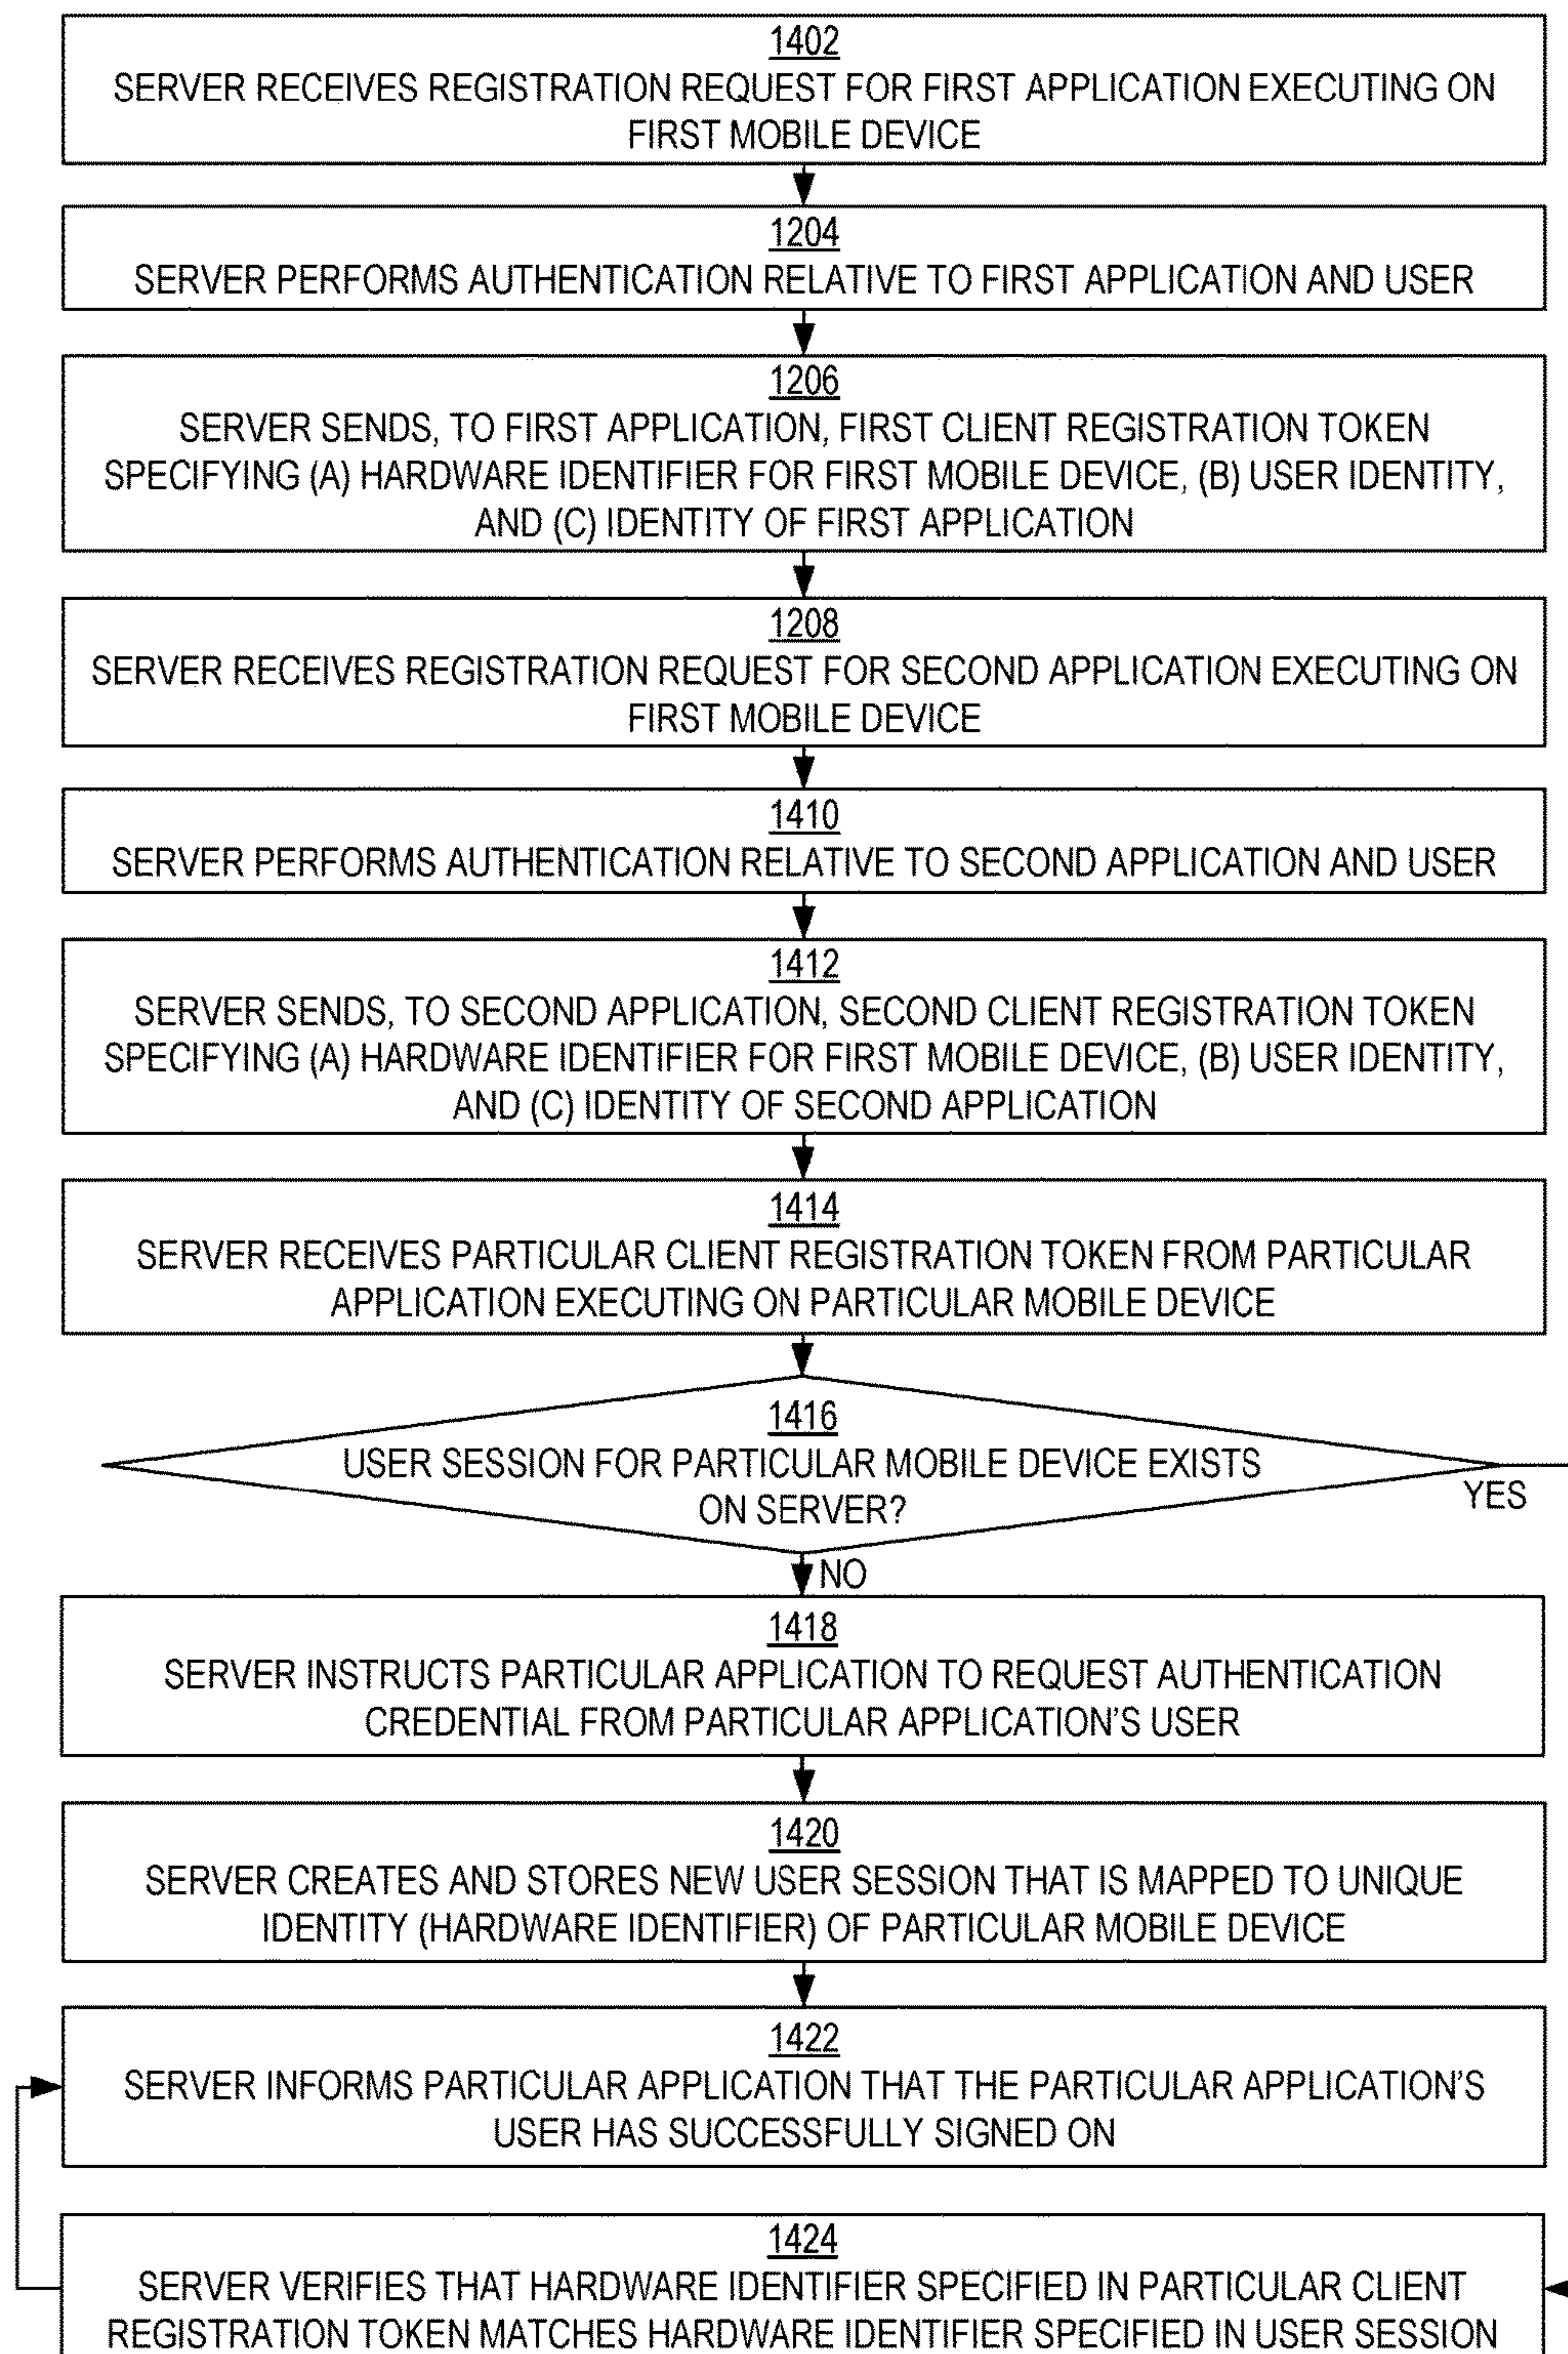 1402
SERVER RECEIVES REGISTRATION REQUEST FOR FIRST APPLICATION EXECUTING ON
FIRST MOBILE DEVICE
1204
SERVER PERFORMS AUTHENTICATION RELATIVE TO FIRST APPLICATION AND USER
1206
SERVER SENDS, TO FIRST APPLICATION, FIRST CLIENT REGISTRATION TOKEN
SPECIFYING (A) HARDWARE IDENTIFIER FOR FIRST MOBILE DEVICE, (B) USER IDENTITY,
AND (C) IDENTITY OF FIRST APPLICATION
1208
SERVER RECEIVES REGISTRATION REQUEST FOR SECOND APPLICATION EXECUTING ON
FIRST MOBILE DEVICE
1410
SERVER PERFORMS AUTHENTICATION RELATIVE TO SECOND APPLICATION AND USER
1412
SERVER SENDS, TO SECOND APPLICATION, SECOND CLIENT REGISTRATION TOKEN
SPECIFYING (A) HARDWARE IDENTIFIER FOR FIRST MOBILE DEVICE, (B) USER IDENTITY,
AND (C) IDENTITY OF SECOND APPLICATION
1414
SERVER RECEIVES PARTICULAR CLIENT REGISTRATION TOKEN FROM PARTICULAR
APPLICATION EXECUTING ON PARTICULAR MOBILE DEVICE
1416
USER SESSION FOR PARTICULAR MOBILE DEVICE EXISTS
ON SERVER?
YES
NO
1418
SERVER INSTRUCTS PARTICULAR APPLICATION TO REQUEST AUTHENTICATION
CREDENTIAL FROM PARTICULAR APPLICATION'S USER
1420
SERVER CREATES AND STORES NEW USER SESSION THAT IS MAPPED TO UNIQUE
IDENTITY (HARDWARE IDENTIFIER) OF PARTICULAR MOBILE DEVICE
1422
SERVER INFORMS PARTICULAR APPLICATION THAT THE PARTICULAR APPLICATION'S
USER HAS SUCCESSFULLY SIGNED ON
1424
SERVER VERIFIES THAT HARDWARE IDENTIFIER SPECIFIED IN PARTICULAR CLIENT
REGISTRATION TOKEN MATCHES HARDWARE IDENTIFIER SPECIFIED IN USER SESSION